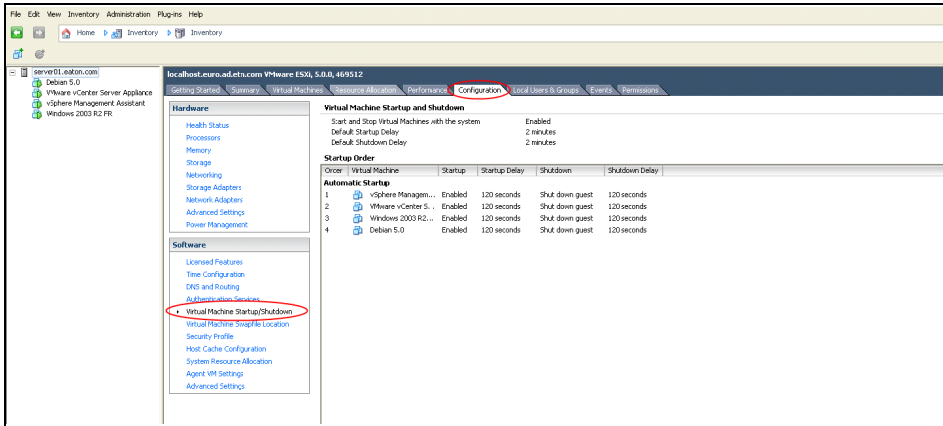 File Edit View Inventory Administration Plug-ins Help
Home Inventory Inventory
server01.eaton.com
Debian 5.0
VMware vCenter Server Appliance
vSphere Management Assistant
Windows 2003 R2 FR
localhost.euro.ad.etn.com VMware ESXi, 5.0.0, 469512
Getting Started Summary Virtual Machines Resource Allocation Performance Configuration Local Users & Groups Events Permissions
Hardware
Health Status
Processors
Memory
Storage
Networking
Storage Adapters
Network Adapters
Advanced Settings
Power Management
Software
Licensed Features
Time Configuration
DNS and Routing
Authentication Services
Virtual Machine Startup/Shutdown
Virtual Machine Swapfile Location
Security Profile
Host Cache Configuration
System Resource Allocation
Agent VM Settings
Advanced Settings
Virtual Machine Startup and Shutdown
Start and Stop Virtual Machines with the system Enabled
Default Startup Delay 2 minutes
Default Shutdown Delay 2 minutes
Startup Order
Order Virtual Machine Startup Startup Delay Shutdown Shutdown Delay
Automatic Startup
1 vSphere Managem... Enabled 120 seconds Shut down guest 120 seconds
2 VMware vCenter S... Enabled 120 seconds Shut down guest 120 seconds
3 Windows 2003 R2... Enabled 120 seconds Shut down guest 120 seconds
4 Debian 5.0 Enabled 120 seconds Shut down guest 120 seconds